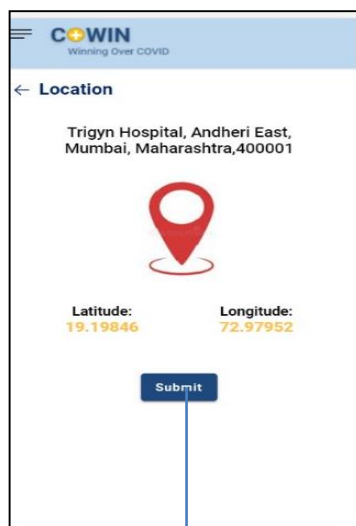 COWIN
Winning Over COVID
← Location
Trigyn Hospital, Andheri East,
Mumbai, Maharashtra,400001
Latitude: Longitude:
19.19846 72.97952
Submit